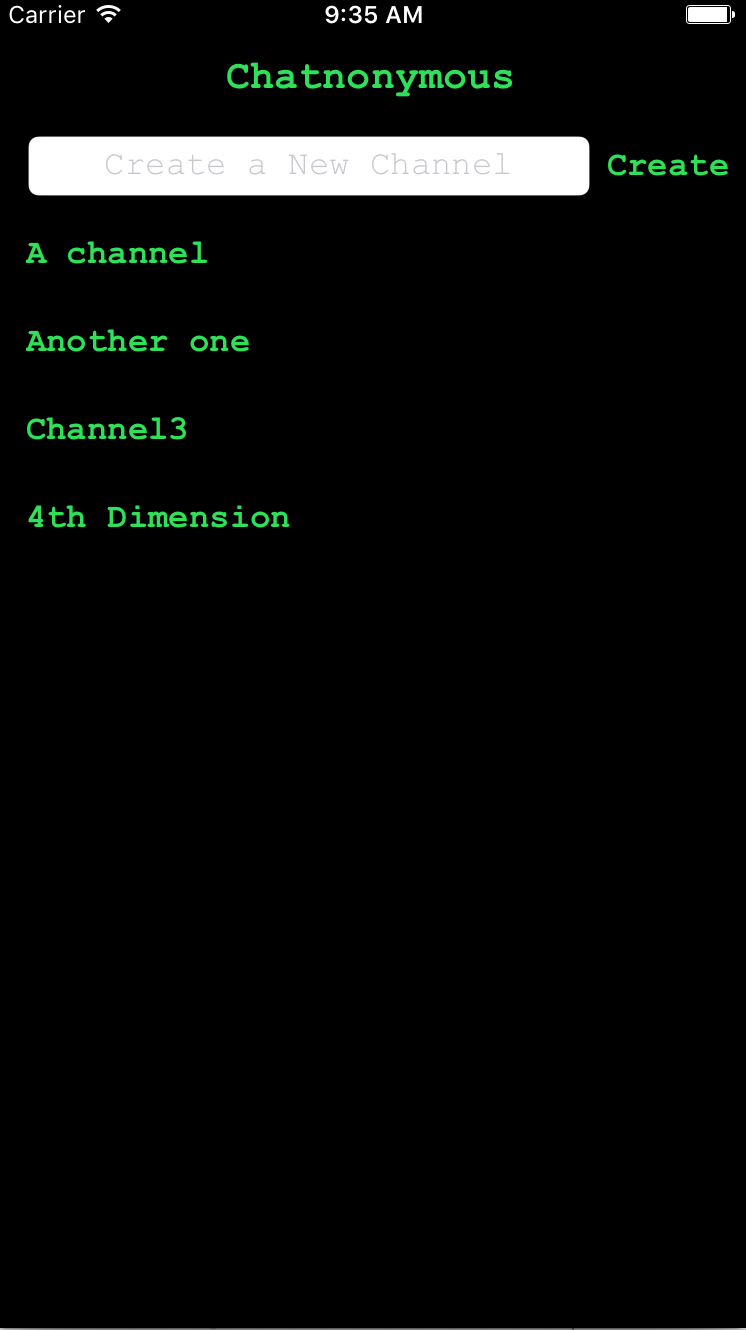 Carrier 9:35 AM
Chatnonymous
Create a New Channel Create
A channel
Another one
Channel3
4th Dimension